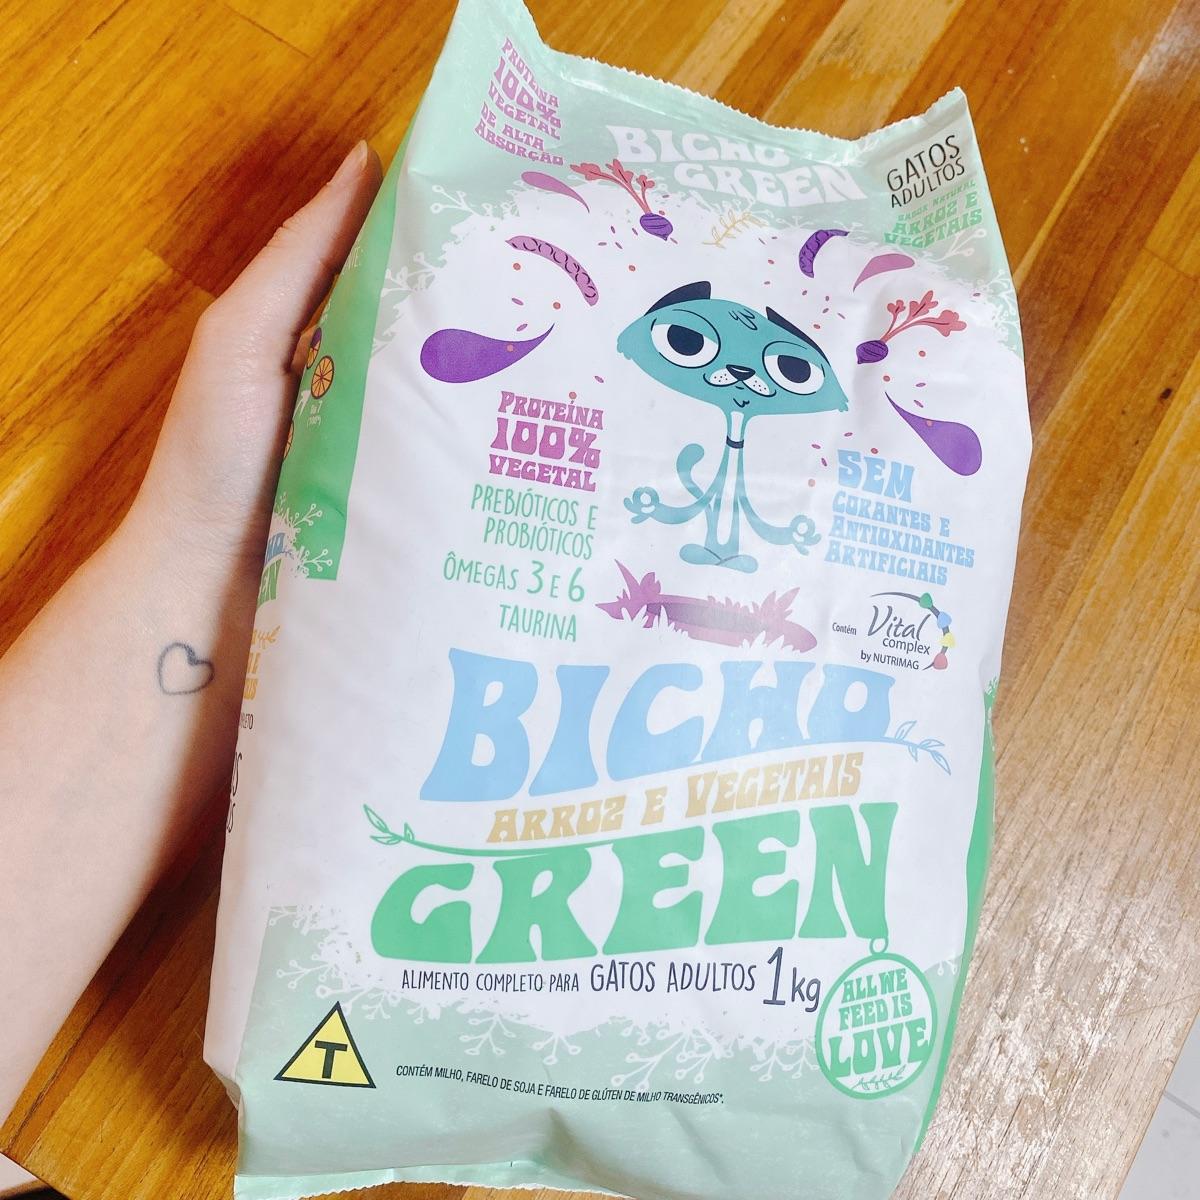 PROTEÍNA
100%
VEGETAL
DE ALTA
ABSORÇÃO
BICHO
GREEN
GATOS
ADULTOS
SABOR NATURAL
ARROZ E
VEGETAIS
PROTEÍNA
100%
VEGETAL
PREBIÓTICOS E
PROBIÓTICOS
ÔMEGAS 3 E 6
TAURINA
SEM
CORANTES E
ANTIOXIDANTES
ARTIFICIAIS
Contém
Vital
complex
by NUTRIMAG
BICHO
ARROZ E VEGETAIS
GREEN
ALIMENTO COMPLETO PARA GATOS ADULTOS 1kg
ALL WE
FEED IS
LOVE
T
CONTÉM MILHO, FARELO DE SOJA E FARELO DE GLÚTEN DE MILHO TRANSGÊNICOS*.